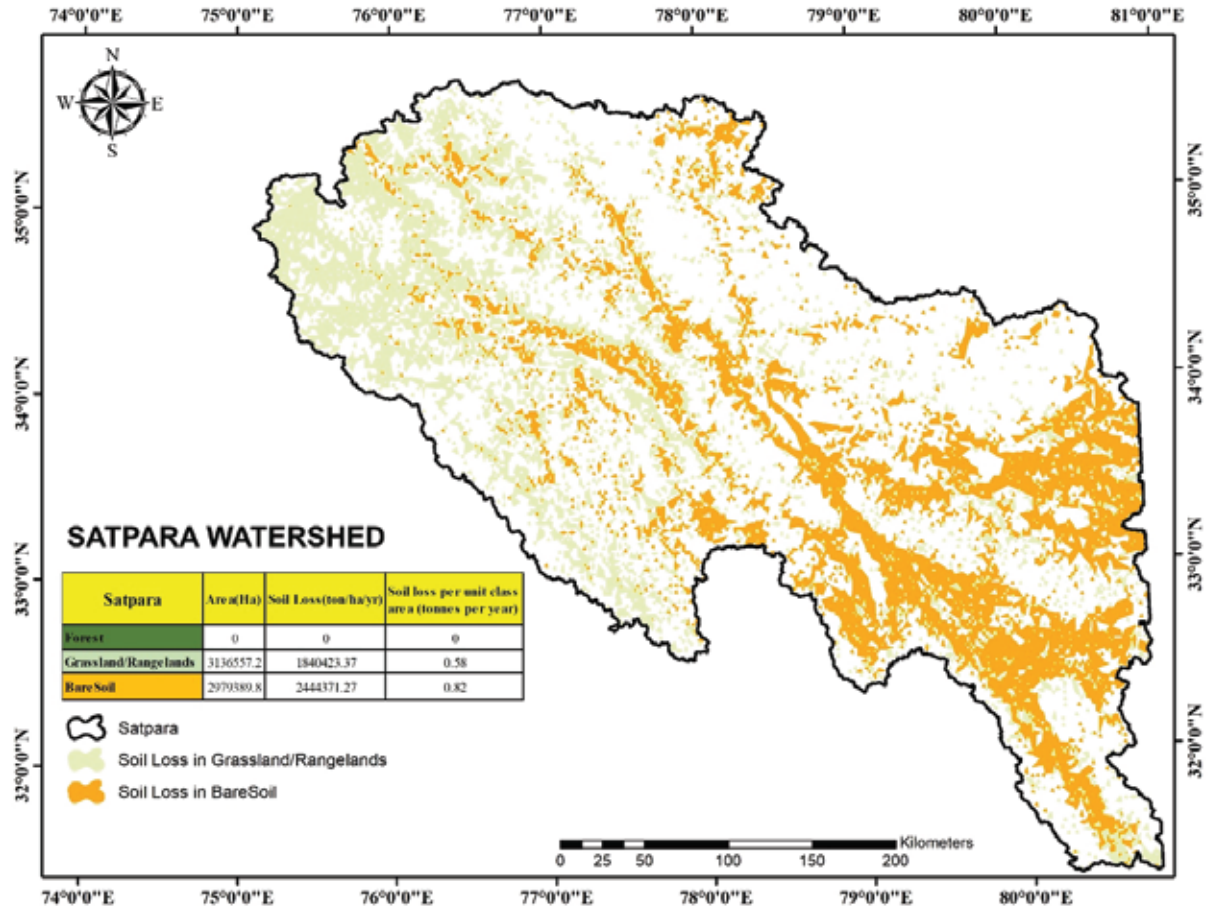 74°0'0"E 75°0'0"E 76°0'0"E 77°0'0"E 78°0'0"E 79°0'0"E 80°0'0"E 81°0'0"E
N
W E
S
35°0'0"N
34°0'0"N
33°0'0"N
32°0'0"N
35°0'0"N
34°0'0"N
33°0'0"N
32°0'0"N
SATPARA WATERSHED
Satpara Area(Ha) Soil Loss(ton/ha/yr) Soil loss per unit class area (tonnes per year)
Forest 0 0 0
Grassland/Rangelands 3136557.2 1840423.37 0.58
BareSoil 2979389.8 2444371.27 0.82
Satpara
Soil Loss in Grassland/Rangelands
Soil Loss in BareSoil
Kilometers
0 25 50 100 150 200
74°0'0"E 75°0'0"E 76°0'0"E 77°0'0"E 78°0'0"E 79°0'0"E 80°0'0"E